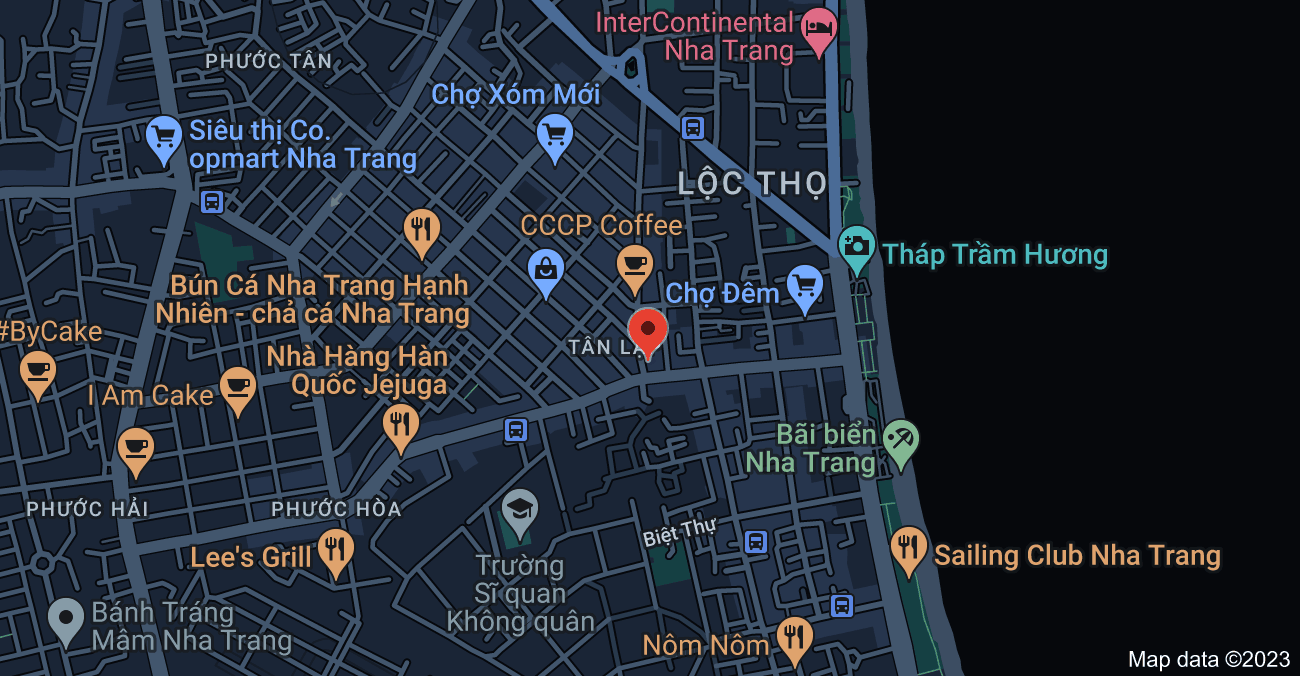 InterContinental
Nha Trang
PHƯỚC TÂN
Chợ Xóm Mới
Siêu thị Co.
opmart Nha Trang
LỘC THỌ
CCCP Coffee
Tháp Trầm Hương
Bún Cá Nha Trang Hạnh
Nhiên - chả cá Nha Trang
Chợ Đêm
#ByCake
TÂN LẬ
Nhà Hàng Hàn
Quốc Jejuga
I Am Cake
Bãi biển
Nha Trang
PHƯỚC HẢI
PHƯỚC HÒA
Biệt Thự
Lee's Grill
Trường
Sĩ quan
Không quân
Sailing Club Nha Trang
Bánh Tráng
Mâm Nha Trang
Nôm Nôm
Map data ©2023